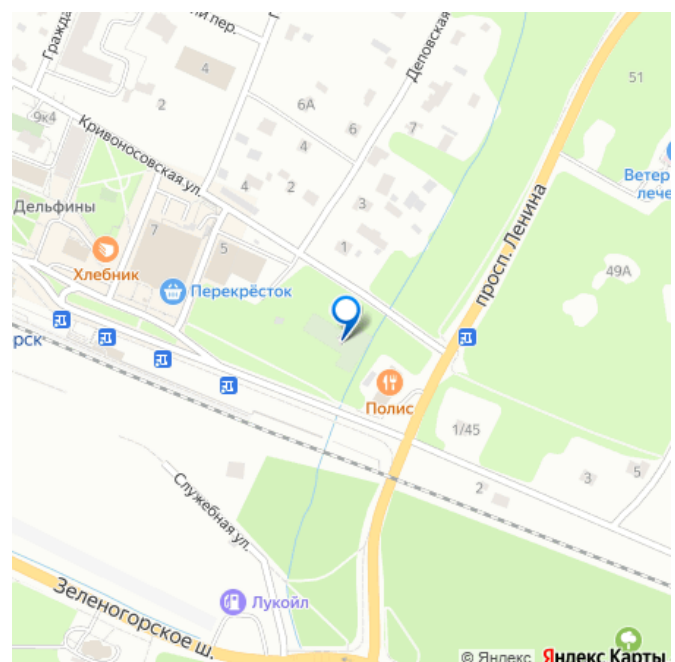 й пер.
Гражда
4
Деповская
51
2
6А
9к4
6
7
Кривоносовская ул.
4
Ветер
лече
4
2
просп. Ленина
Дельфины
3
7
5
1
49А
Хлебник
Перекрёсток
рск
Полис
1/45
3
5
2
Служебная ул.
Зеленогорское ш.
Лукойл
© Яндекс Яндекс Карты